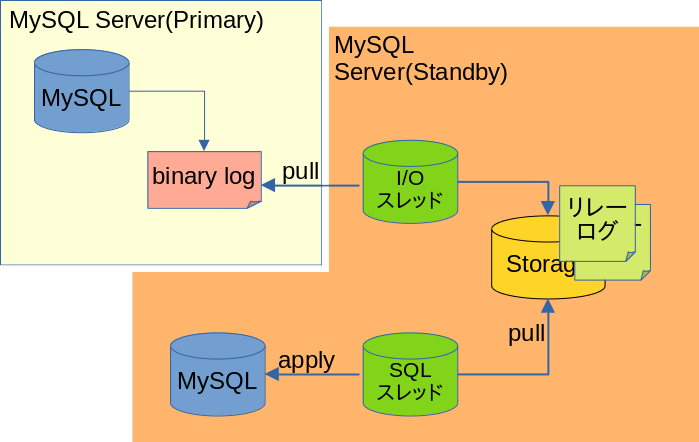 MySQL Server(Primary)
MySQL
Server(Standby)
MySQL
binary log
pull
I/O
スレッド
リレー
ログ
Storag
pull
MySQL
apply
SQL
スレッド